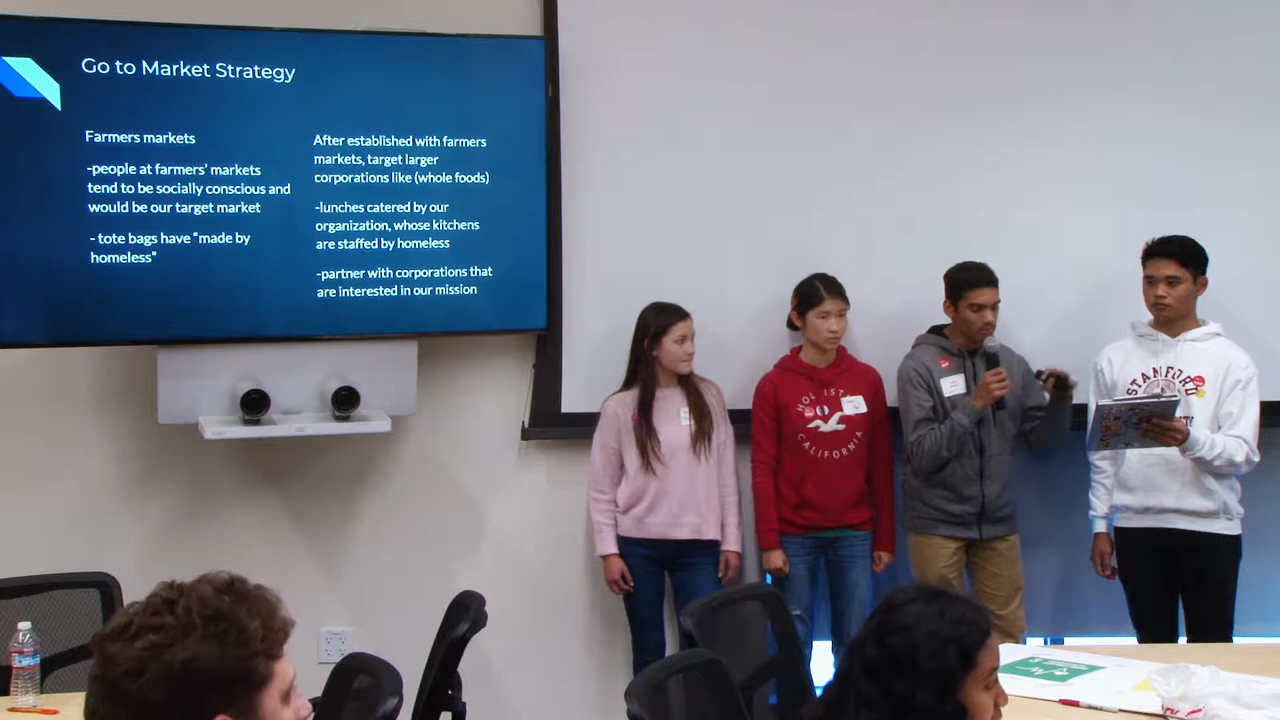 Go to Market Strategy
Farmers markets
-people at farmers' markets
tend to be socially conscious and
would be our target market
- tote bags have “made by
homeless”
After established with farmers
markets, target larger
corporations like (whole foods)
-lunches catered by our
organization, whose kitchens
are staffed by homeless
-partner with corporations that
are interested in our mission
HOLLISTER
CALIFORNIA
STANFORD